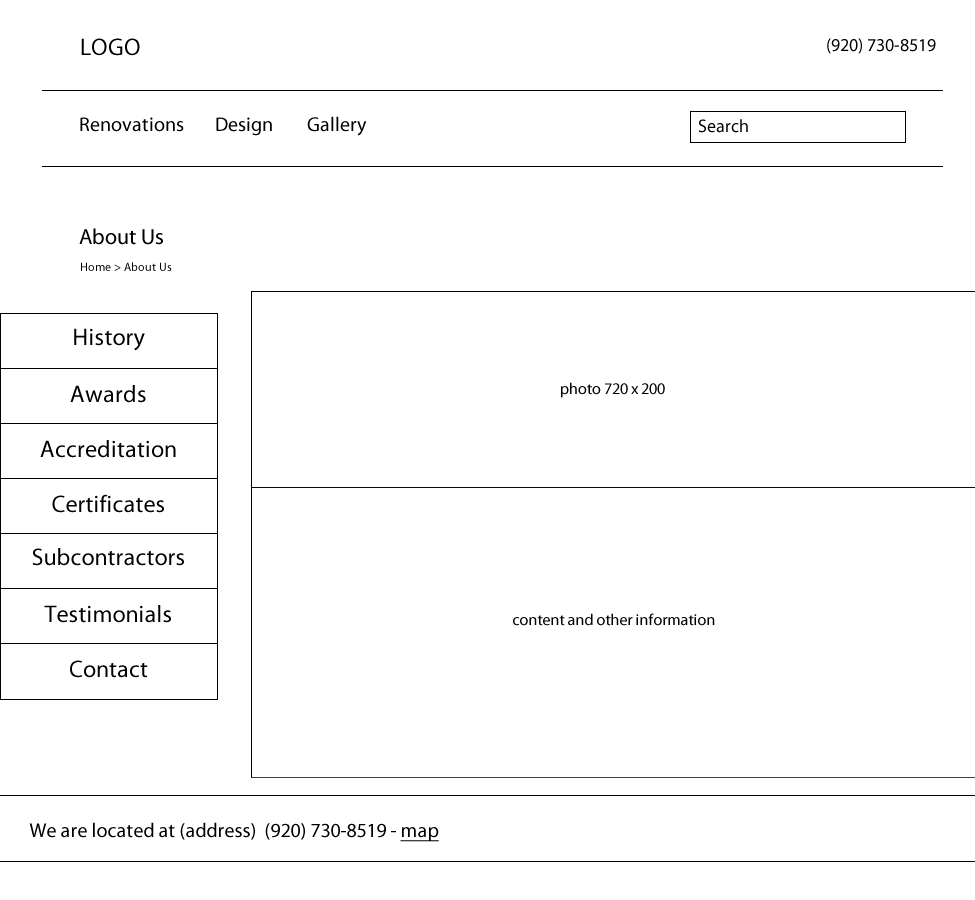 LOGO
(920) 730-8519
Renovations Design Gallery
Search
About Us
Home > About Us
History
Awards
Accreditation
Certificates
Subcontractors
Testimonials
Contact
photo 720 x 200
content and other information
We are located at (address) (920) 730-8519 - map